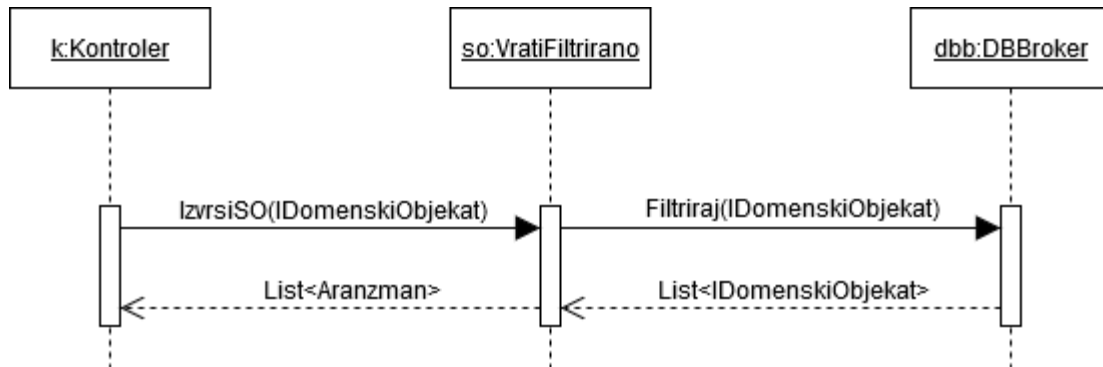 k:Kontroler
so:VratiFiltrirano
dbb:DBBroker
IzvrsiSO(IDomenskiObjekat)
Filtriraj(IDomenskiObjekat)
List<Aranzman>
List<IDomenskiObjekat>